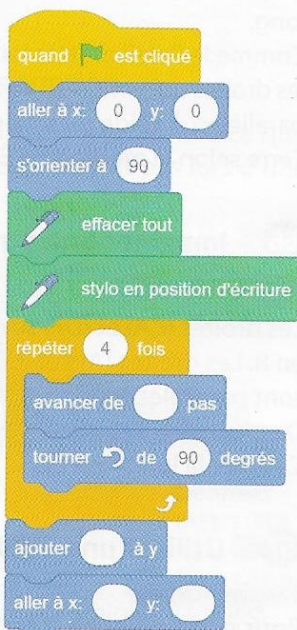 quand est cliqué
aller à x: 0 y: 0
s'orienter à 90
effacer tout
stylo en position d'écriture
répéter 4 fois
avancer de pas
tourner de 90 degrés
ajouter à y
aller à x: y: